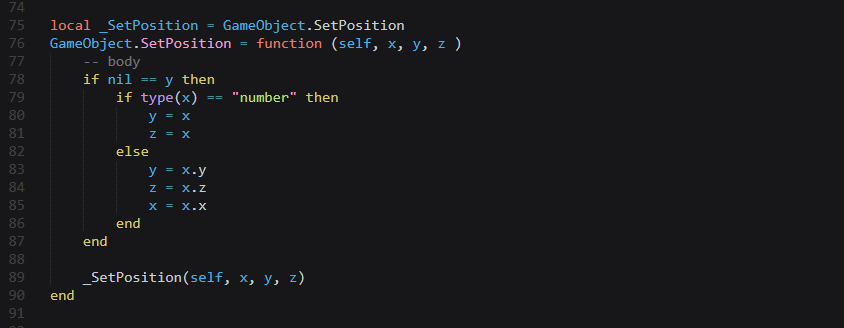 74
75 local _SetPosition = GameObject.SetPosition
76 GameObject.SetPosition = function (self, x, y, z )
77     -- body
78     if nil == y then
79         if type(x) == "number" then
80             y = x
81             z = x
82         else
83             y = x.y
84             z = x.z
85             x = x.x
86         end
87     end
88
89     _SetPosition(self, x, y, z)
90 end
91